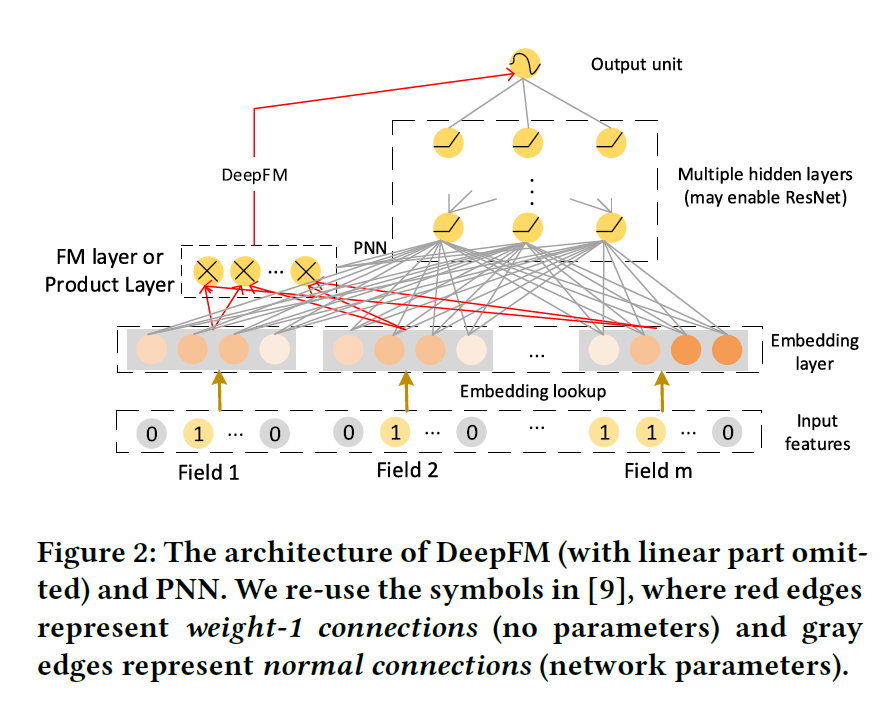 Output unit
Multiple hidden layers
(may enable ResNet)
DeepFM
PNN
FM layer or
Product Layer
...
Embedding
layer
...
Embedding lookup
Input
features
0 1 ... 0
0 1 ... 0
...
1 1 ... 0
Field 1
Field 2
Field m
Figure 2: The architecture of DeepFM (with linear part omit-
ted) and PNN. We re-use the symbols in [9], where red edges
represent weight-1 connections (no parameters) and gray
edges represent normal connections (network parameters).